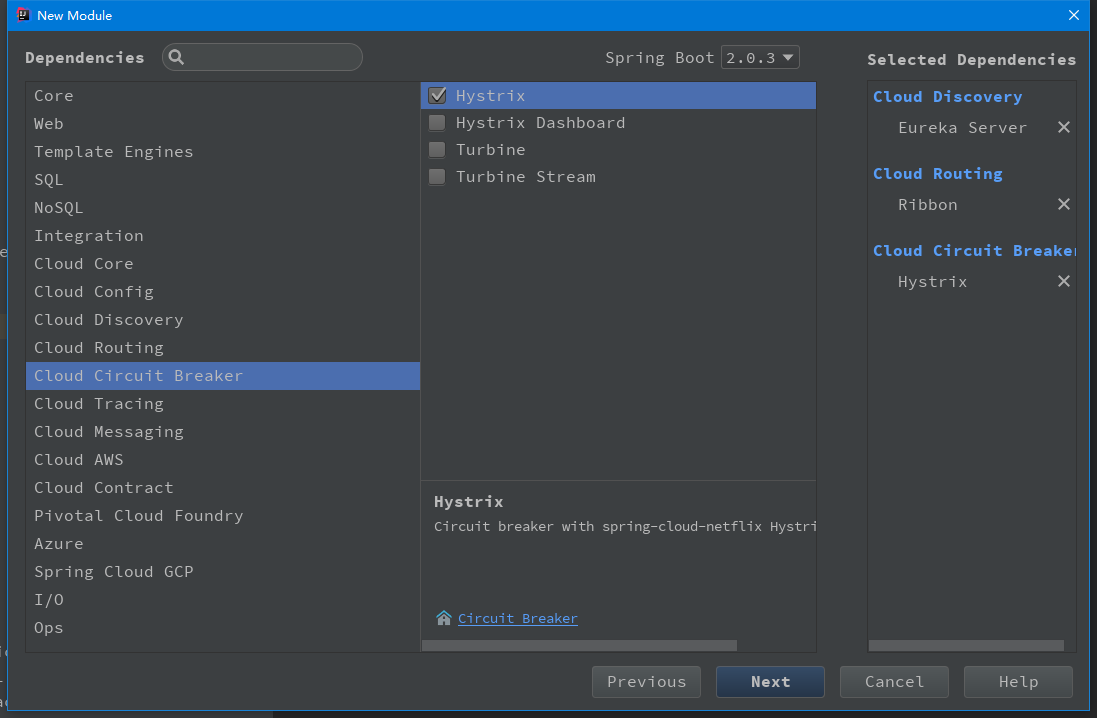 New Module
Dependencies
Spring Boot 2.0.3
Selected Dependencies
Core
Web
Template Engines
SQL
NoSQL
Integration
Cloud Core
Cloud Config
Cloud Discovery
Cloud Routing
Cloud Circuit Breaker
Cloud Tracing
Cloud Messaging
Cloud AWS
Cloud Contract
Pivotal Cloud Foundry
Azure
Spring Cloud GCP
I/O
Ops
Hystrix
Hystrix Dashboard
Turbine
Turbine Stream
Hystrix
Circuit breaker with spring-cloud-netflix Hystri
Circuit Breaker
Cloud Discovery
Eureka Server
Cloud Routing
Ribbon
Cloud Circuit Breaker
Hystrix
Previous
Next
Cancel
Help